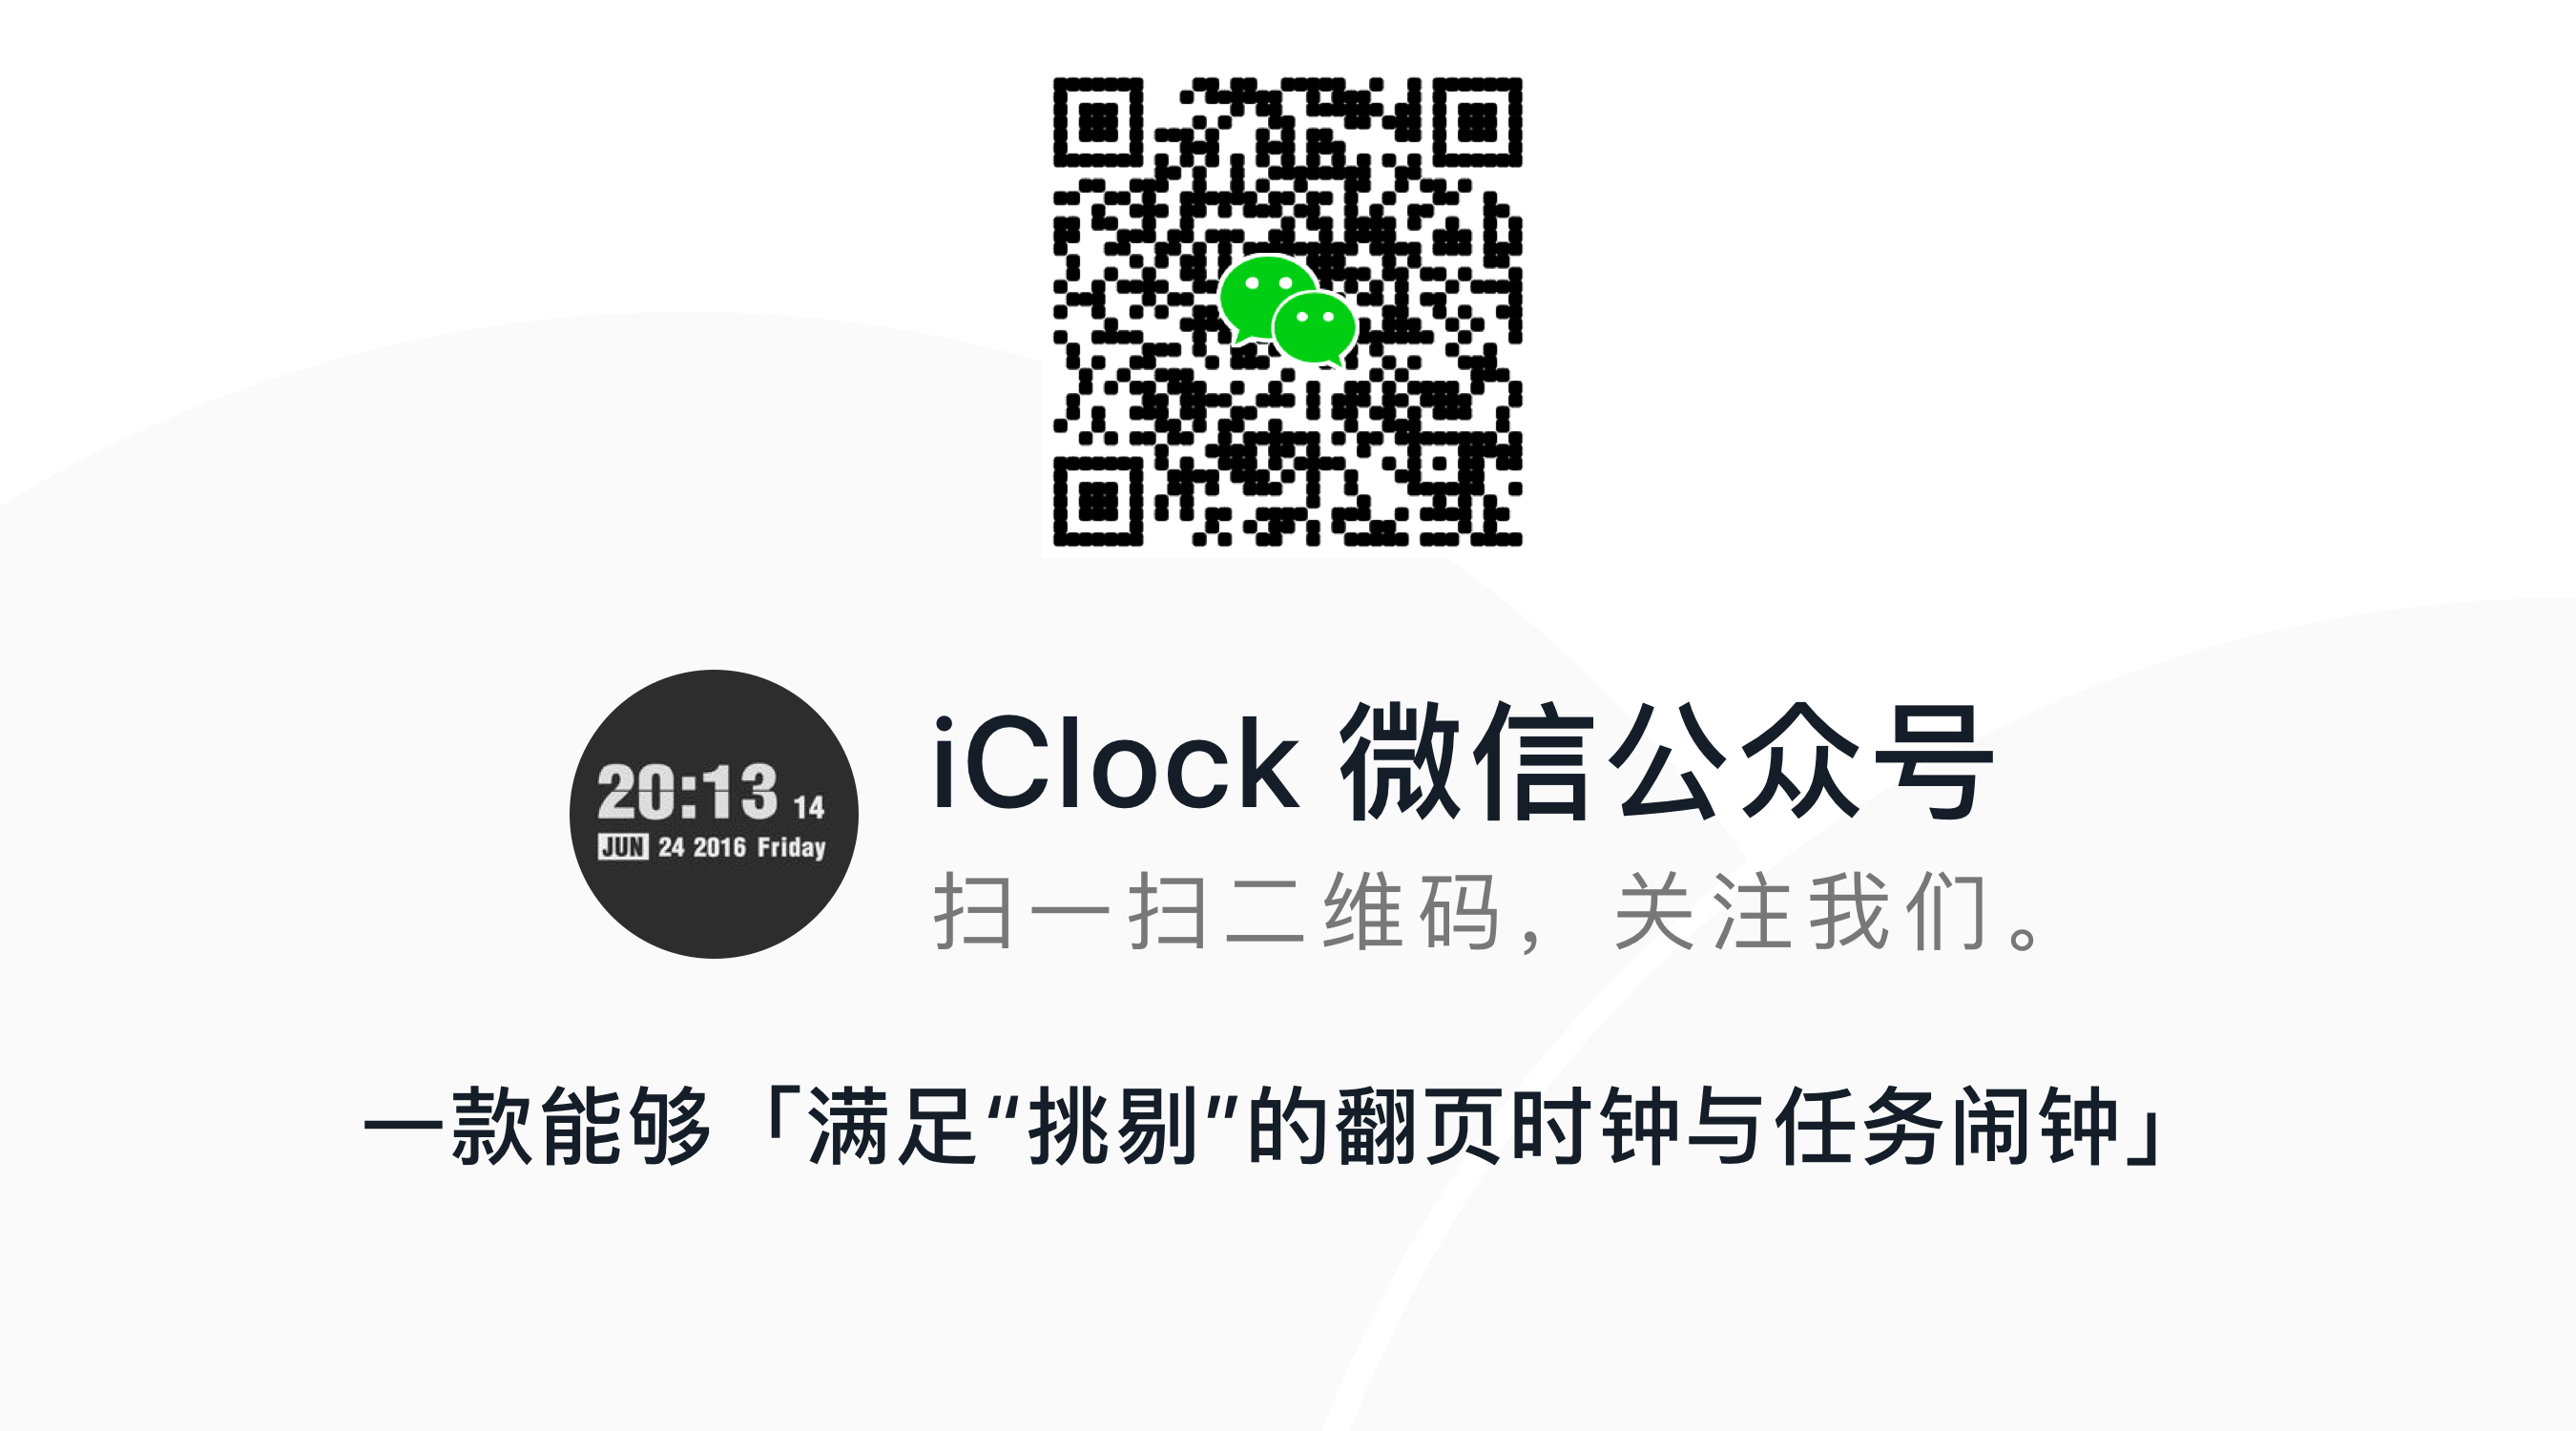 iClock 微信公众号
20:13 14
JUN 24 2016 Friday
扫一扫二维码，关注我们。
一款能够「满足“挑剔”的翻页时钟与任务闹钟」